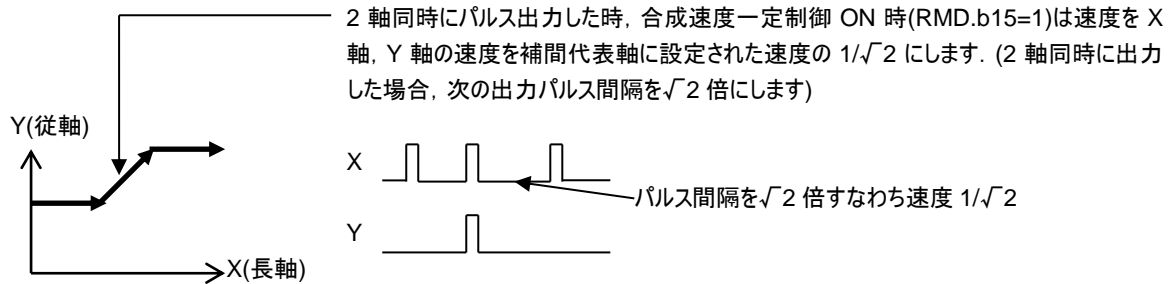 2 軸同時にパルス出力した時, 合成速度一定制御 ON 時(RMD.b15=1)は速度を X
軸, Y 軸の速度を補間代表軸に設定された速度の 1/√2 にします. (2 軸同時に出力
した場合, 次の出力パルス間隔を√2 倍にします)
Y(従軸)
X
パルス間隔を√2 倍すなわち速度 1/√2
Y
X(長軸)